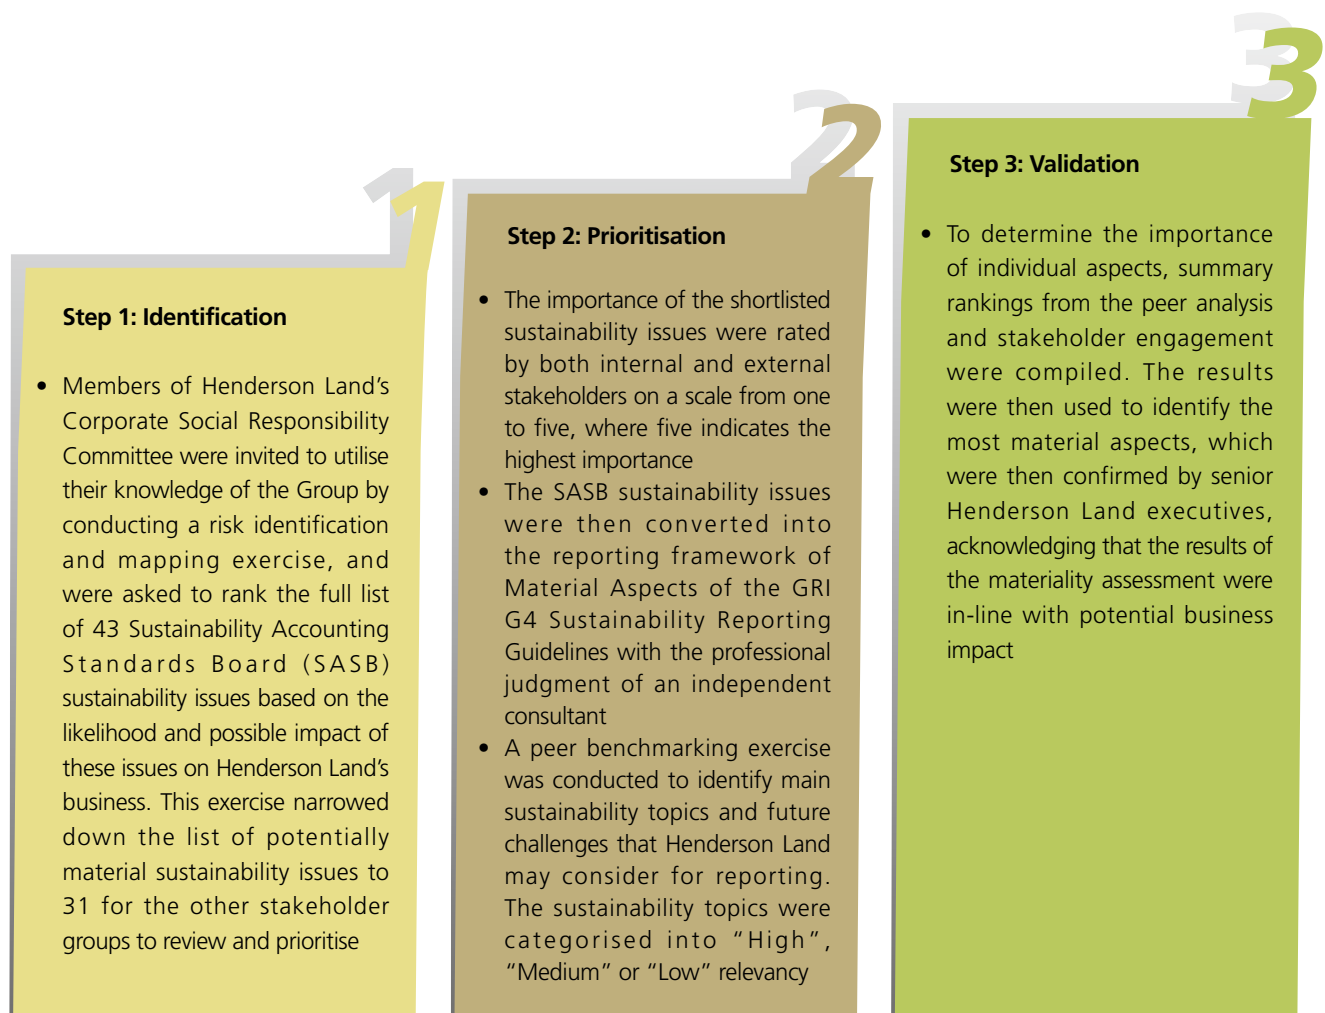 1
Step 1: Identification
• Members of Henderson Land's
Corporate Social Responsibility
Committee were invited to utilise
their knowledge of the Group by
conducting a risk identification
and mapping exercise, and
were asked to rank the full list
of 43 Sustainability Accounting
Standards Board (SASB)
sustainability issues based on the
likelihood and possible impact of
these issues on Henderson Land's
business. This exercise narrowed
down the list of potentially
material sustainability issues to
31 for the other stakeholder
groups to review and prioritise
2
Step 2: Prioritisation
• The importance of the shortlisted
sustainability issues were rated
by both internal and external
stakeholders on a scale from one
to five, where five indicates the
highest importance
• The SASB sustainability issues
were then converted into
the reporting framework of
Material Aspects of the GRI
G4 Sustainability Reporting
Guidelines with the professional
judgment of an independent
consultant
• A peer benchmarking exercise
was conducted to identify main
sustainability topics and future
challenges that Henderson Land
may consider for reporting.
The sustainability topics were
categorised into “High”,
“Medium” or “Low” relevancy
3
Step 3: Validation
• To determine the importance
of individual aspects, summary
rankings from the peer analysis
and stakeholder engagement
were compiled. The results
were then used to identify the
most material aspects, which
were then confirmed by senior
Henderson Land executives,
acknowledging that the results of
the materiality assessment were
in-line with potential business
impact